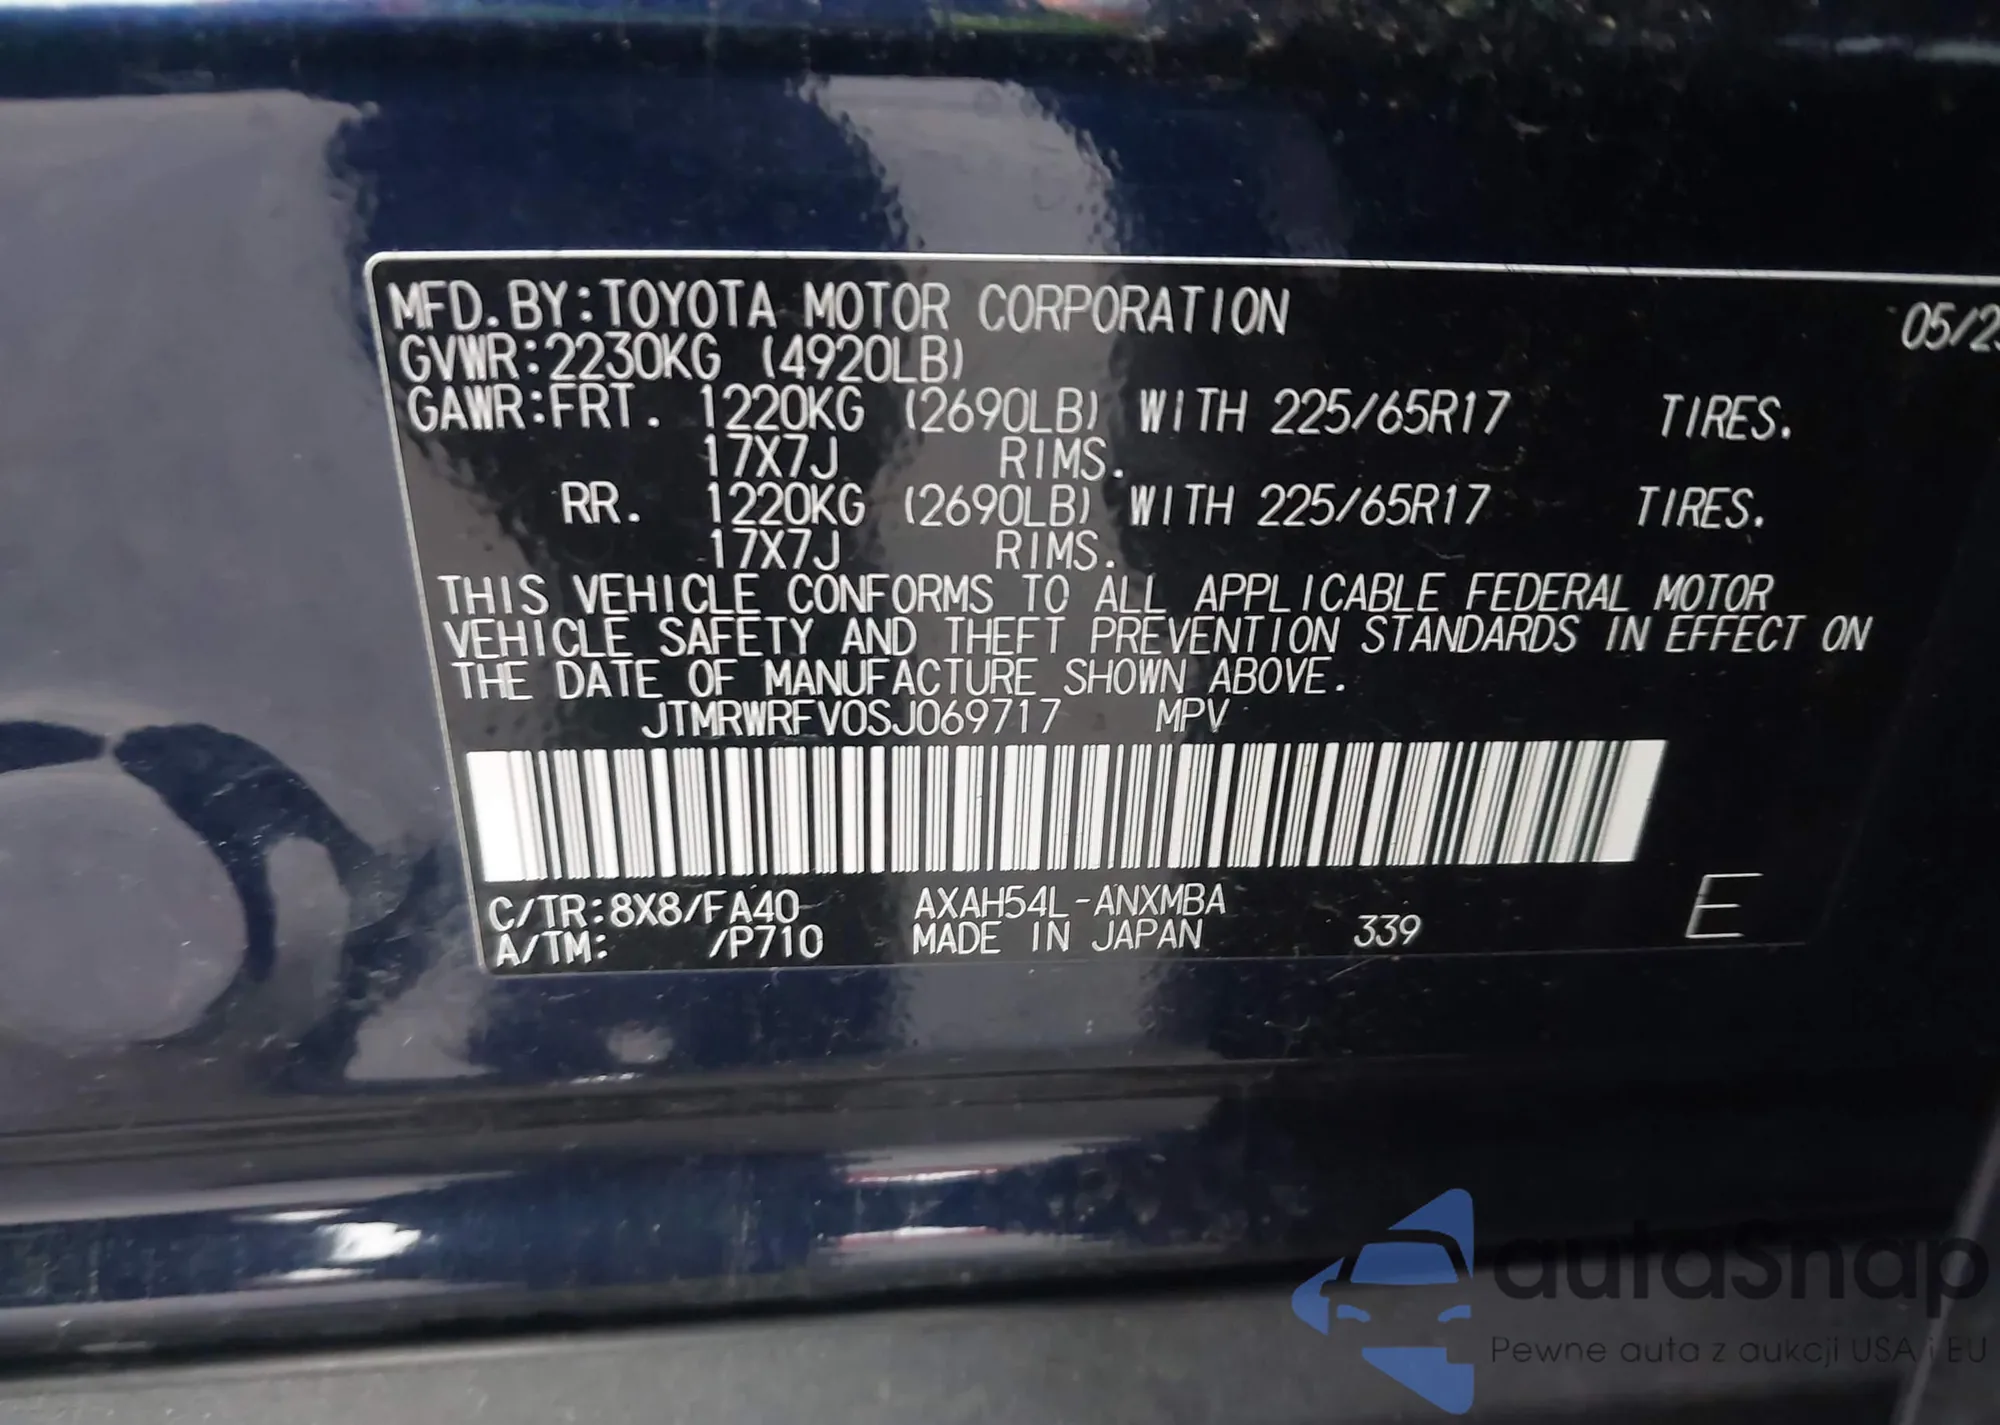 MFD.BY:TOYOTA MOTOR CORPORATION 05/2
GVWR:2230KG (4920LB)
GAWR:FRT. 1220KG (2690LB) WITH 225/65R17 TIRES.
17X7J RIMS.
RR. 1220KG (2690LB) WITH 225/65R17 TIRES.
17X7J RIMS.
THIS VEHICLE CONFORMS TO ALL APPLICABLE FEDERAL MOTOR
VEHICLE SAFETY AND THEFT PREVENTION STANDARDS IN EFFECT ON
THE DATE OF MANUFACTURE SHOWN ABOVE.
JTMRWRFV0SJ069717 MPV
C/TR:8X8/FA40 AXAH54L-ANXMBA
A/TM: /P710 MADE IN JAPAN 339 E
autaSnap
Pewne auta z aukcji USA i EU